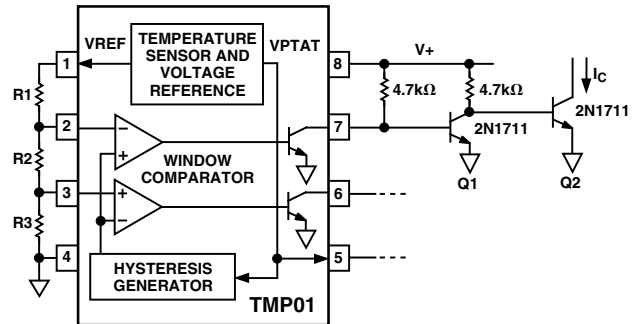 1
VREF
TEMPERATURE
SENSOR AND
VOLTAGE
REFERENCE
VPTAT
8
V+
R1
4.7kΩ
4.7kΩ
IC
2N1711
2
7
2N1711
R2
WINDOW
COMPARATOR
Q1
Q2
3
6
R3
4
HYSTERESIS
GENERATOR
5
TMP01